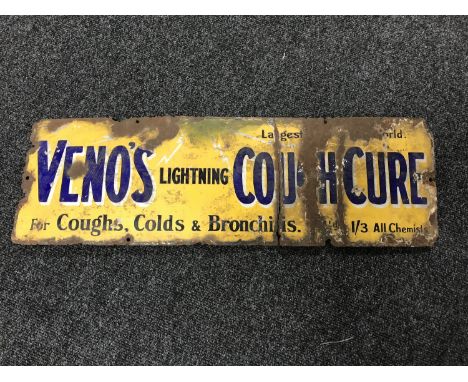 Largest World.
VENO'S LIGHTNING COUGH CURE
For Coughs, Colds & Bronchitis. 1/3 All Chemists